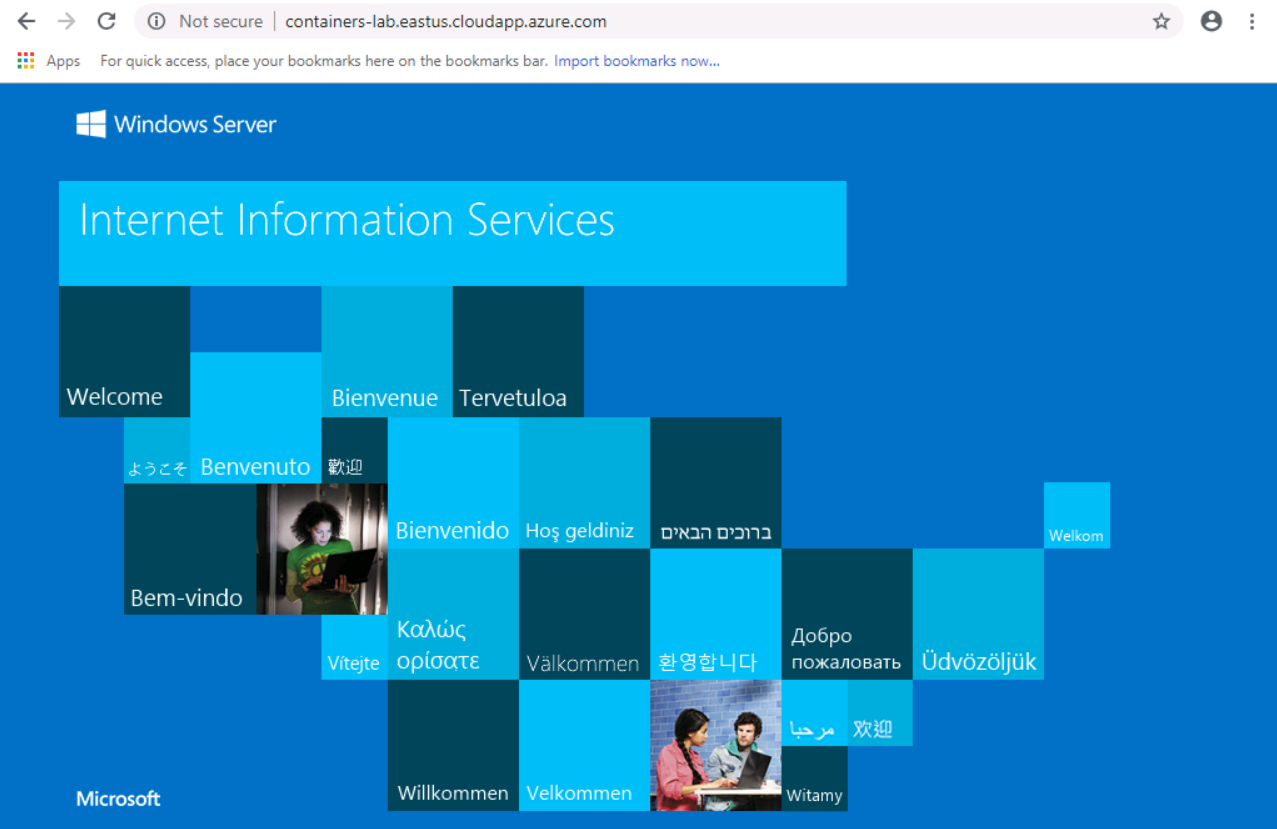 Not secure | containers-lab.eastus.cloudapp.azure.com
Apps For quick access, place your bookmarks here on the bookmarks bar. Import bookmarks now...
Windows Server
Internet Information Services
Welcome
Bienvenue
Tervetuloa
ようこそ
Benvenuto
歡迎
Bienvenido
Hoş geldiniz
ברוכים הבאים
Welkom
Bem-vindo
Vítejte
Καλώς
ορίσατε
Välkommen
환영합니다
Добро
пожаловать
Üdvözöljük
مرحبا
欢迎
Microsoft
Willkommen
Velkommen
Witamy